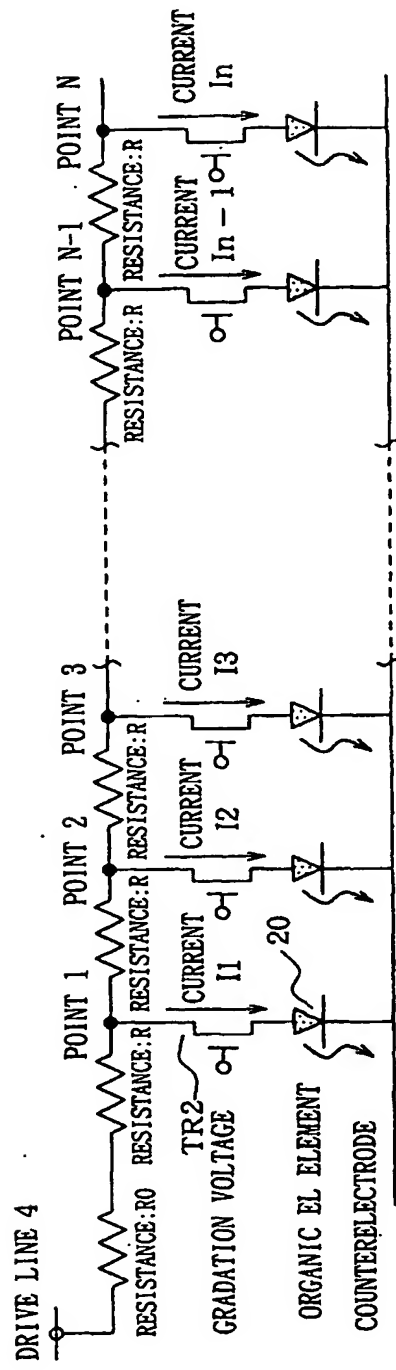 DRIVE LINE 4
RESISTANCE:R0
RESISTANCE:R
POINT 1
RESISTANCE:R
POINT 2
RESISTANCE:R
POINT 3
RESISTANCE:R
POINT N-1
RESISTANCE:R
POINT N
TR2
CURRENT
I1
CURRENT
I2
CURRENT
I3
CURRENT
In-1
CURRENT
In
GRADATION VOLTAGE
20
ORGANIC EL ELEMENT
COUNTERELECTRODE